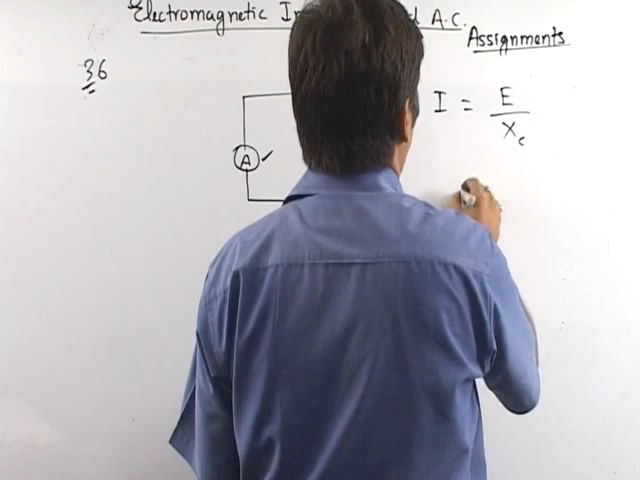 Electromagnetic A.C.
Assignments
36
A
I = E / Xc